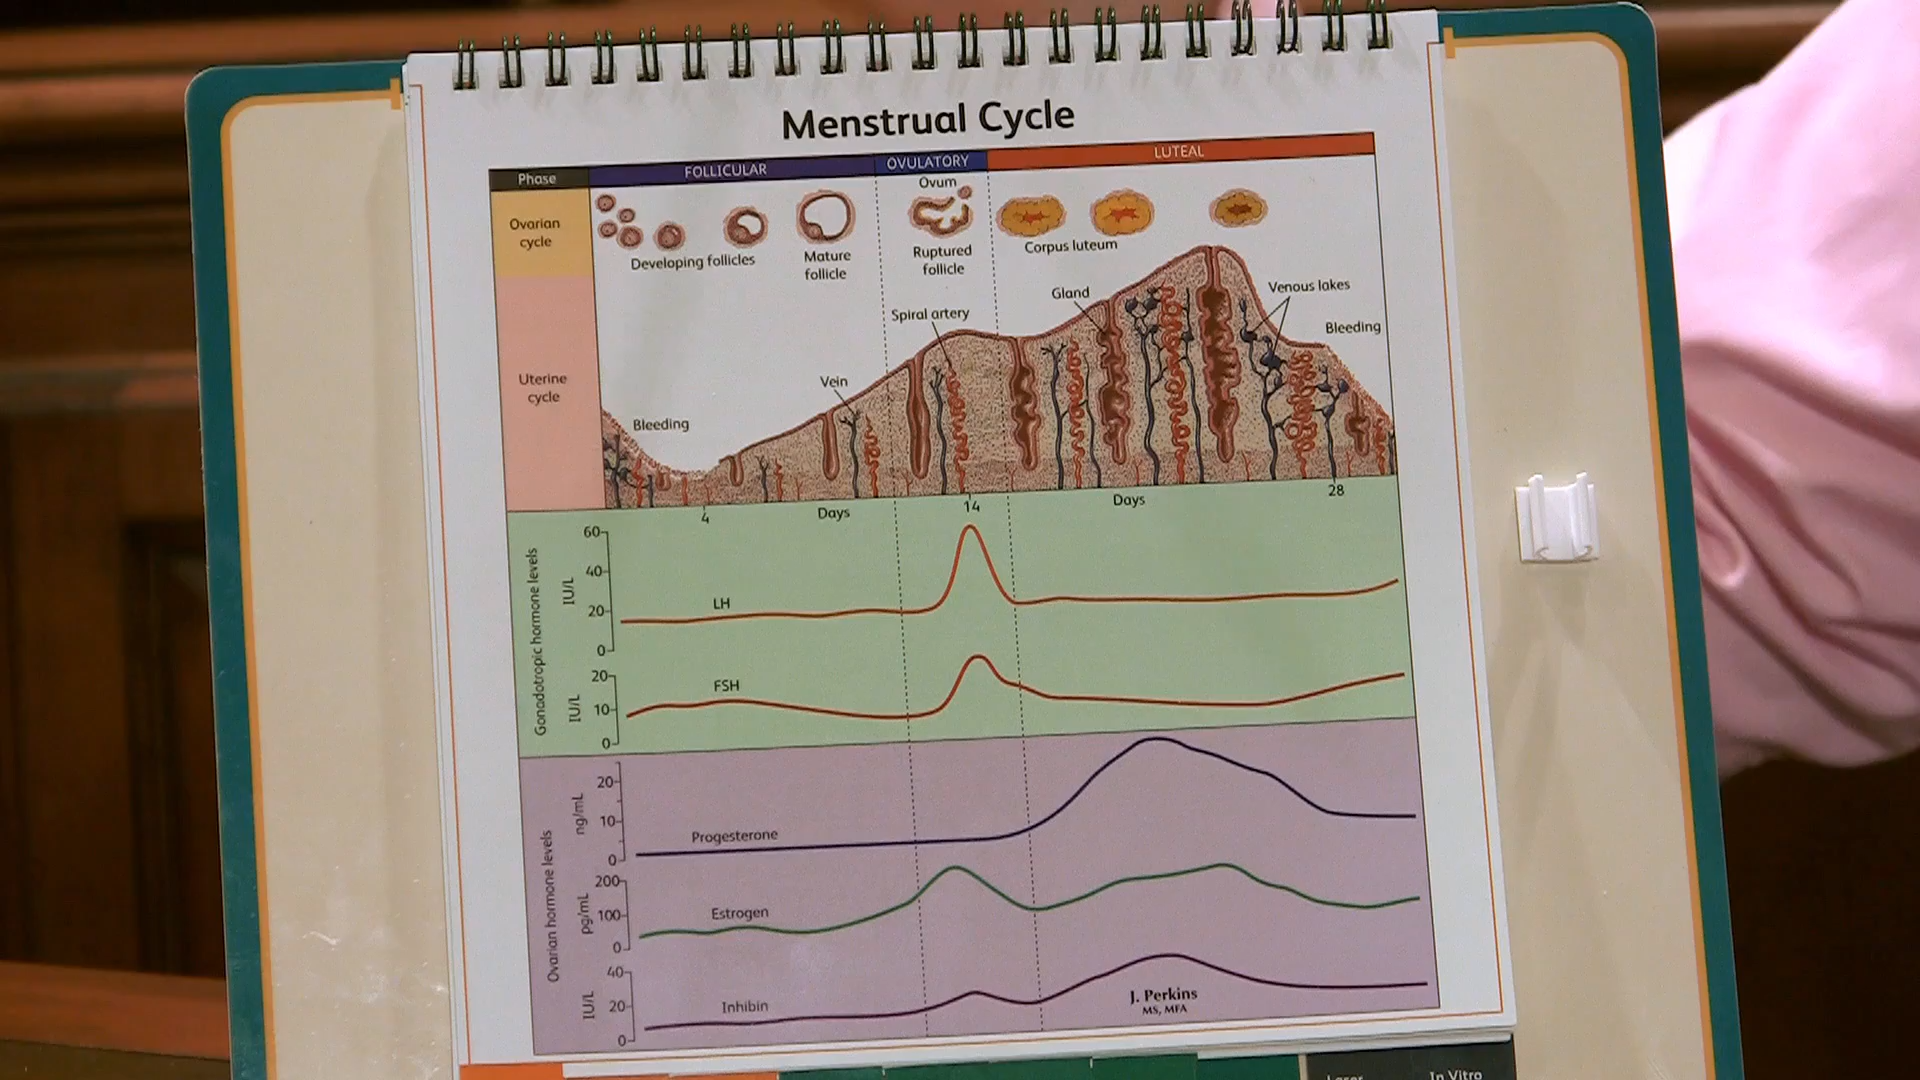 Menstrual Cycle
Phase
FOLLICULAR
OVULATORY
LUTEAL
Ovarian
cycle
Developing follicles
Mature
follicle
Ovum
Ruptured
follicle
Corpus luteum
Uterine
cycle
Bleeding
Vein
Spiral artery
Gland
Venous lakes
Bleeding
4
Days
14
Days
28
Gonadotropic hormone levels
IU/L
60
40
20
0
LH
IU/L
20
10
0
FSH
Ovarian hormone levels
ng/mL
20
10
0
Progesterone
pg/mL
200
100
0
Estrogen
IU/L
40
20
0
Inhibin
J. Perkins
MS, MFA
In Vitro